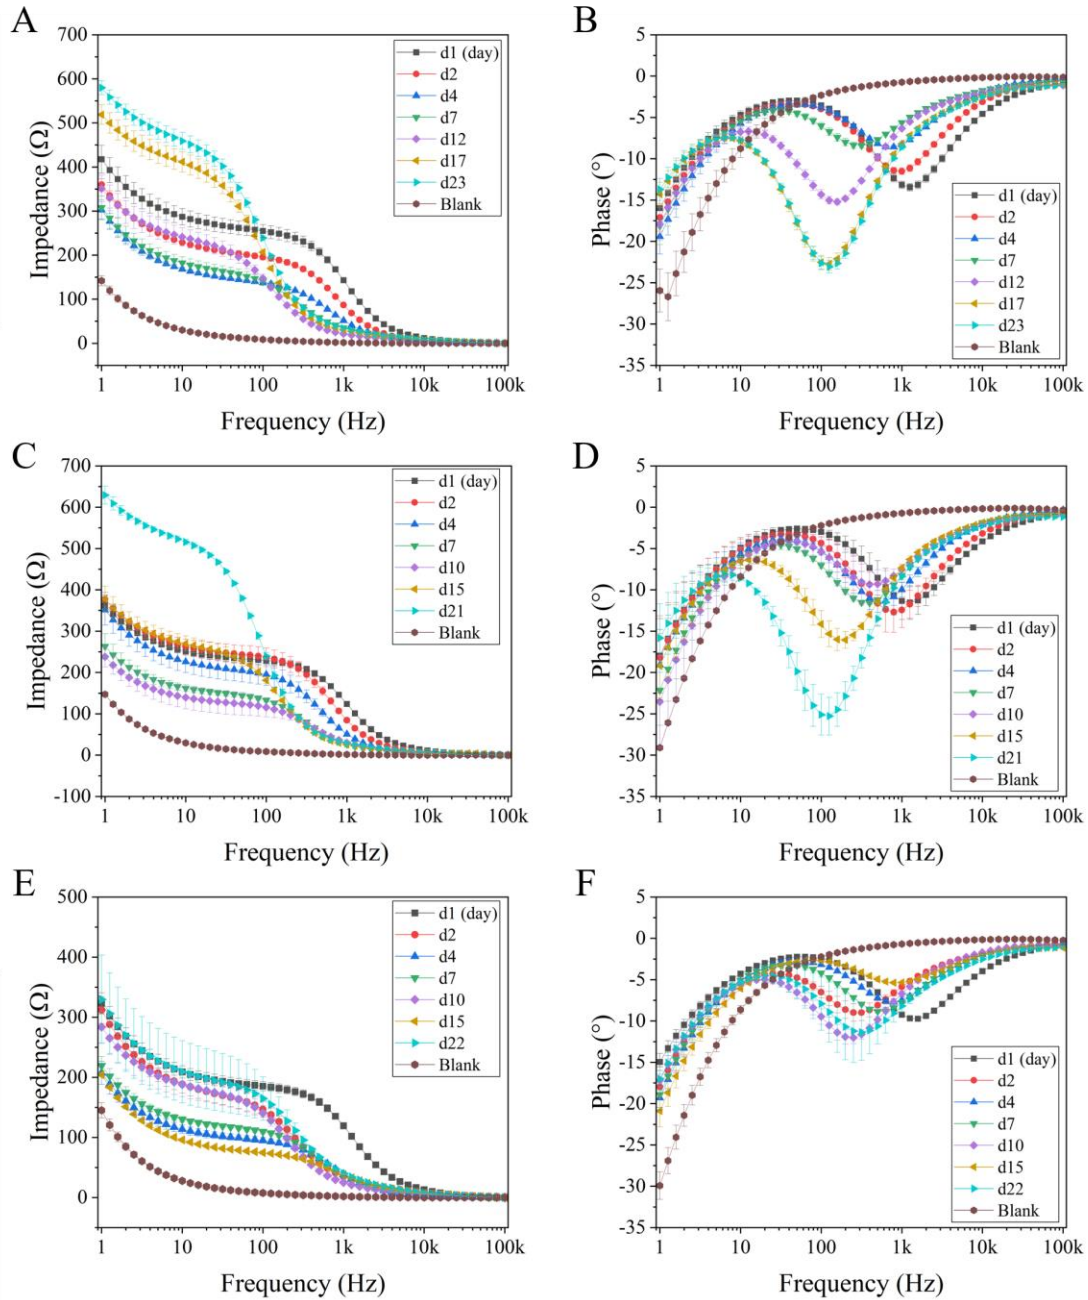 A
700
600
500
400
300
200
100
0
Impedance (Ω)
1
10
100
1k
10k
100k
Frequency (Hz)
d1 (day)
d2
d4
d7
d12
d17
d23
Blank
B
5
0
-5
-10
-15
-20
-25
-30
-35
Phase (°)
1
10
100
1k
10k
100k
Frequency (Hz)
d1 (day)
d2
d4
d7
d12
d17
d23
Blank
C
700
600
500
400
300
200
100
0
-100
Impedance (Ω)
1
10
100
1k
10k
100k
Frequency (Hz)
d1 (day)
d2
d4
d7
d10
d15
d21
Blank
D
5
0
-5
-10
-15
-20
-25
-30
-35
Phase (°)
1
10
100
1k
10k
100k
Frequency (Hz)
d1 (day)
d2
d4
d7
d10
d15
d21
Blank
E
500
400
300
200
100
0
Impedance (Ω)
1
10
100
1k
10k
100k
Frequency (Hz)
d1 (day)
d2
d4
d7
d10
d15
d22
Blank
F
5
0
-5
-10
-15
-20
-25
-30
-35
Phase (°)
1
10
100
1k
10k
100k
Frequency (Hz)
d1 (day)
d2
d4
d7
d10
d15
d22
Blank